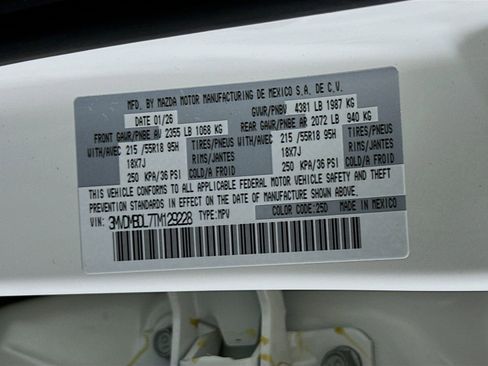 MFD. BY MAZDA MOTOR MANUFACTURING DE MEXICO S.A. DE C.V.
DATE 01/26 GVWR/PNBV 4381 LB 1987 KG
FRONT GAWR/PNBE AV 2355 LB 1068 KG REAR GAWR/PNBE AR 2072 LB 940 KG
WITH/AVEC 215 /55R18 95H TIRES/PNEUS WITH/AVEC 215 /55R18 95H TIRES/PNEUS
18X7J RIMS/JANTES 18X7J RIMS/JANTES
250 KPA/36 PSI COLD/A FROID 250 KPA/36 PSI COLD/A FROID
THIS VEHICLE CONFORMS TO ALL APPLICABLE FEDERAL MOTOR VEHICLE SAFETY AND THEFT
PREVENTION STANDARDS IN EFFECT ON THE DATE OF MANUFACTURE SHOWN ABOVE.
VIN: 3MVDMBDL7TM129228 TYPE:MPV COLOR CODE:25D MADE IN MEXICO